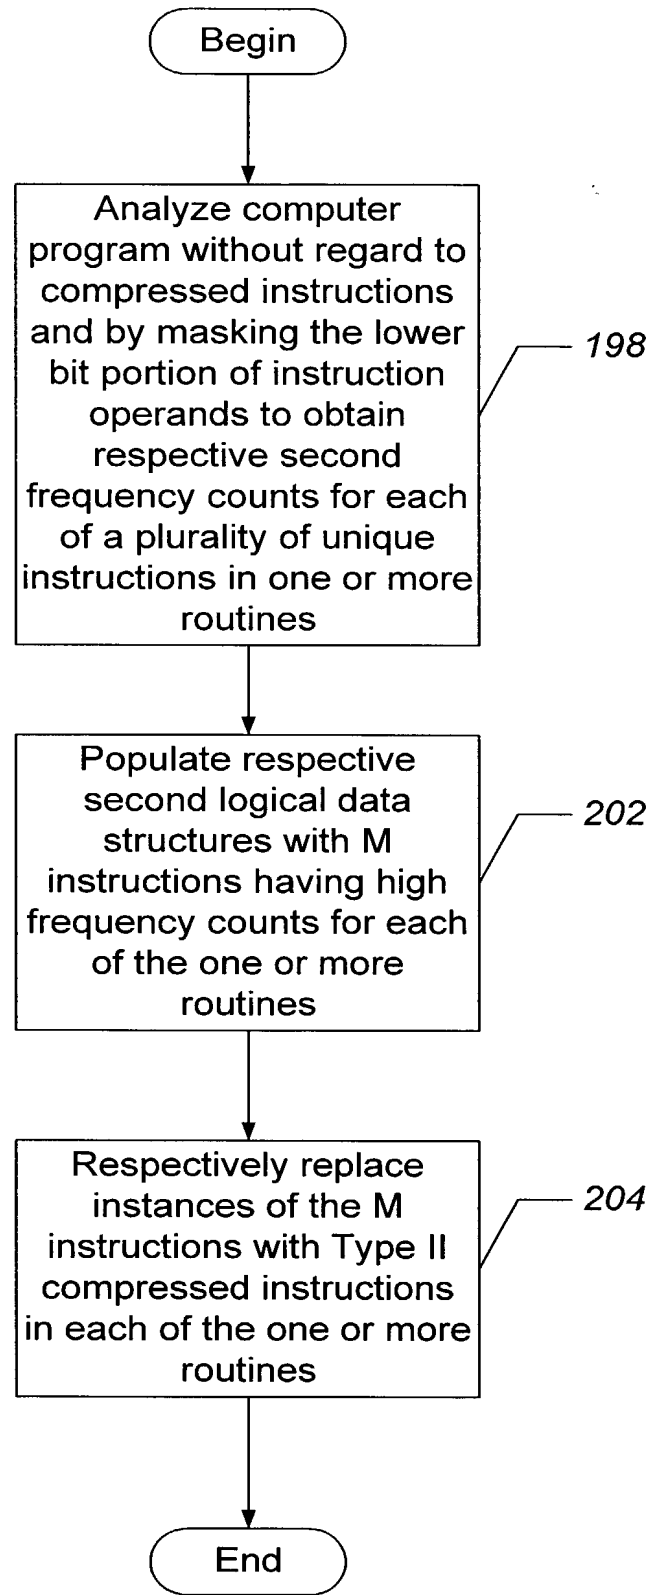 Begin
Analyze computer
program without regard to
compressed instructions
and by masking the lower
bit portion of instruction
operands to obtain
respective second
frequency counts for each
of a plurality of unique
instructions in one or more
routines
198
Populate respective
second logical data
structures with M
instructions having high
frequency counts for each
of the one or more
routines
202
Respectively replace
instances of the M
instructions with Type II
compressed instructions
in each of the one or more
routines
204
End